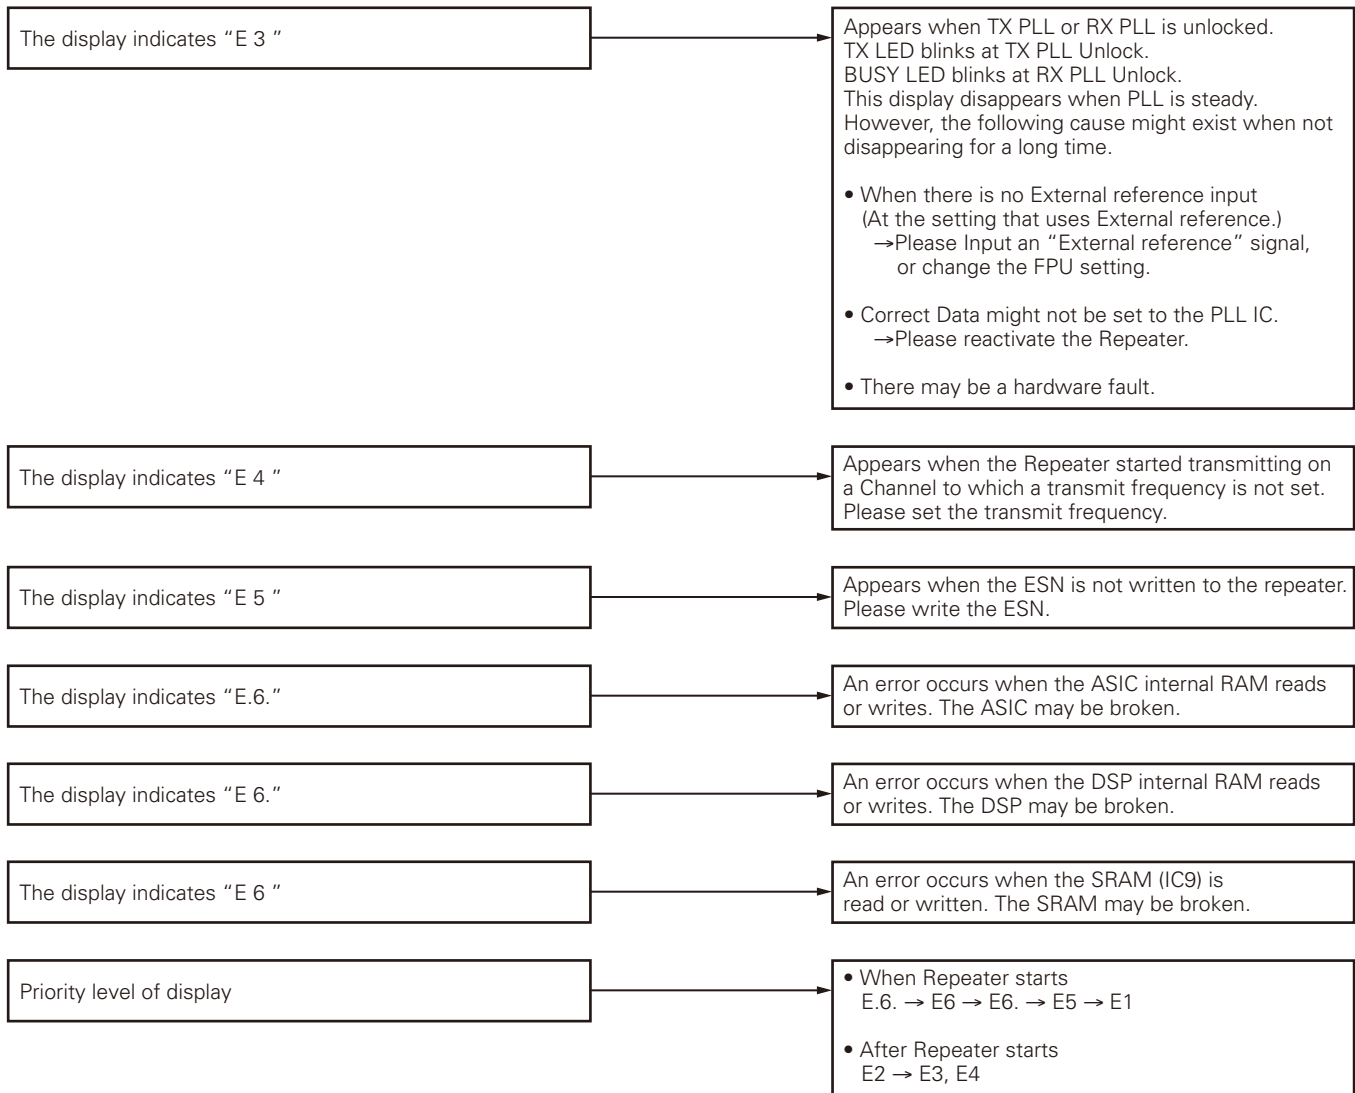 The display indicates “E 3 ”
Appears when TX PLL or RX PLL is unlocked.
TX LED blinks at TX PLL Unlock.
BUSY LED blinks at RX PLL Unlock.
This display disappears when PLL is steady.
However, the following cause might exist when not
disappearing for a long time.
• When there is no External reference input
(At the setting that uses External reference.)
→Please Input an “External reference” signal,
or change the FPU setting.
• Correct Data might not be set to the PLL IC.
→Please reactivate the Repeater.
• There may be a hardware fault.
The display indicates “E 4 ”
Appears when the Repeater started transmitting on
a Channel to which a transmit frequency is not set.
Please set the transmit frequency.
The display indicates “E 5 ”
Appears when the ESN is not written to the repeater.
Please write the ESN.
The display indicates “E.6.”
An error occurs when the ASIC internal RAM reads
or writes. The ASIC may be broken.
The display indicates “E 6.”
An error occurs when the DSP internal RAM reads
or writes. The DSP may be broken.
The display indicates “E 6 ”
An error occurs when the SRAM (IC9) is
read or written. The SRAM may be broken.
Priority level of display
• When Repeater starts
E.6. → E6 → E6. → E5 → E1
• After Repeater starts
E2 → E3, E4